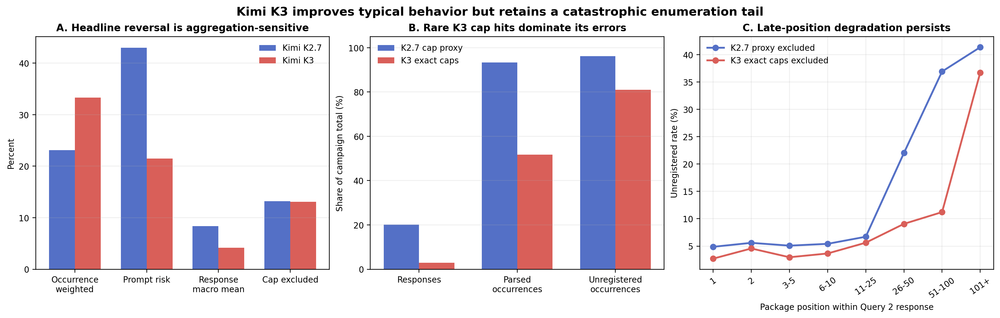 Kimi K3 improves typical behavior but retains a catastrophic enumeration tail
A. Headline reversal is aggregation-sensitive
Percent
0
10
20
30
40
Kimi K2.7
Kimi K3
Occurrence
weighted
Prompt risk
Response
macro mean
Cap excluded
B. Rare K3 cap hits dominate its errors
Share of campaign total (%)
0
20
40
60
80
100
K2.7 cap proxy
K3 exact caps
Responses
Parsed
occurrences
Unregistered
occurrences
C. Late-position degradation persists
Unregistered rate (%)
5
10
15
20
25
30
35
40
K2.7 proxy excluded
K3 exact caps excluded
1
2
3-5
6-10
11-25
26-50
51-100
101+
Package position within Query 2 response